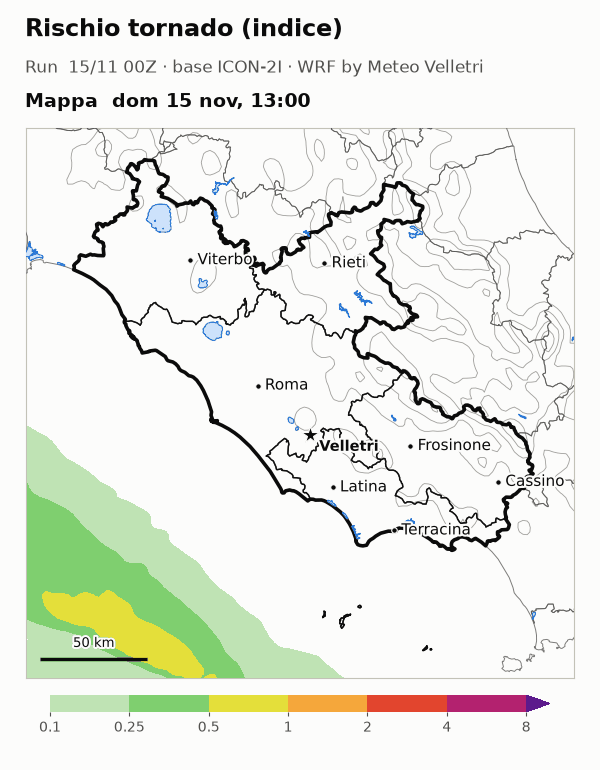 Rischio tornado (indice)
Run  15/11 00Z · base ICON-2I · WRF by Meteo Velletri
Mappa  dom 15 nov, 13:00
Viterbo
Rieti
Roma
Velletri
Frosinone
Cassino
Latina
Terracina
50 km
0.1 0.25 0.5 1 2 4 8